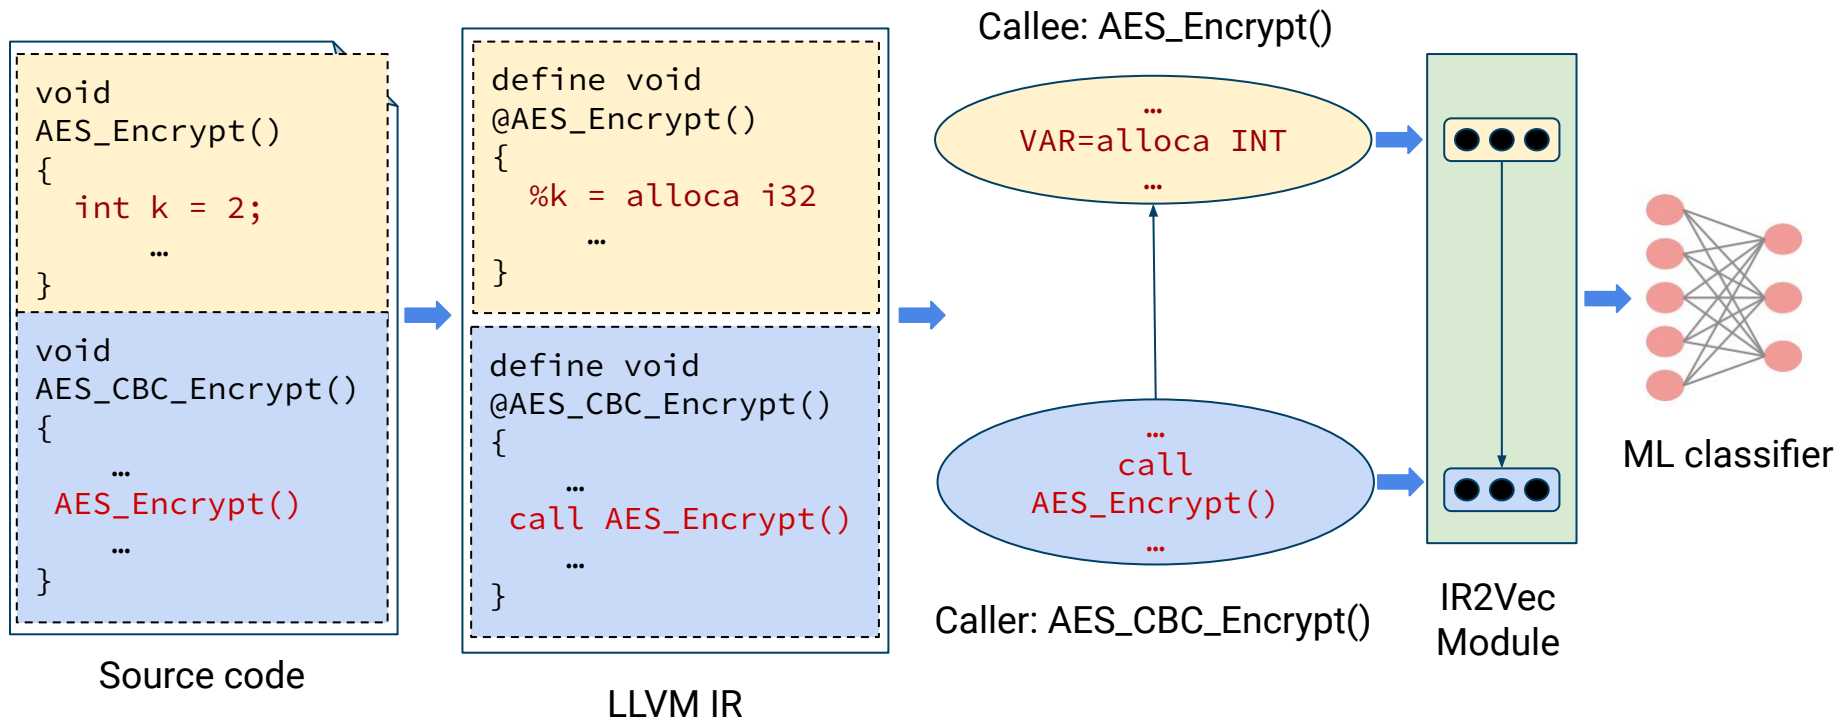 void
AES_Encrypt()
{
int k = 2;
…
}
void
AES_CBC_Encrypt()
{
…
AES_Encrypt()
…
}
Source code
define void
@AES_Encrypt()
{
%k = alloca i32
…
}
define void
@AES_CBC_Encrypt()
{
…
call AES_Encrypt()
…
}
LLVM IR
Callee: AES_Encrypt()
…
VAR=alloca INT
…
…
call
AES_Encrypt()
…
Caller: AES_CBC_Encrypt()
IR2Vec
Module
ML classifier